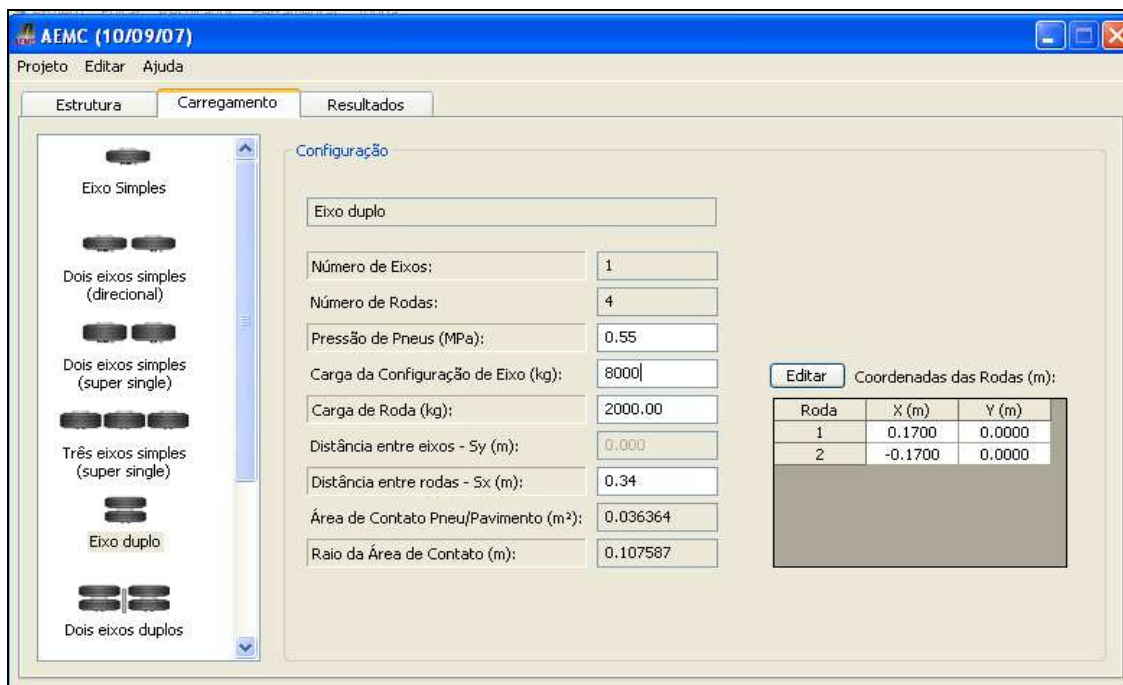 AEMC (10/09/07)
Projeto Editar Ajuda
Estrutura Carregamento Resultados
Eixo Simples
Dois eixos simples
(direcional)
Dois eixos simples
(super single)
Três eixos simples
(super single)
Eixo duplo
Dois eixos duplos
Configuração
Eixo duplo
Número de Eixos: 1
Número de Rodas: 4
Pressão de Pneus (MPa): 0.55
Carga da Configuração de Eixo (kg): 8000
Carga de Roda (kg): 2000.00
Distância entre eixos - Sy (m): 0.000
Distância entre rodas - Sx (m): 0.34
Área de Contato Pneu/Pavimento (m²): 0.036364
Raio da Área de Contato (m): 0.107587
Editar Coordenadas das Rodas (m):
Roda X (m) Y (m)
1 0.1700 0.0000
2 -0.1700 0.0000